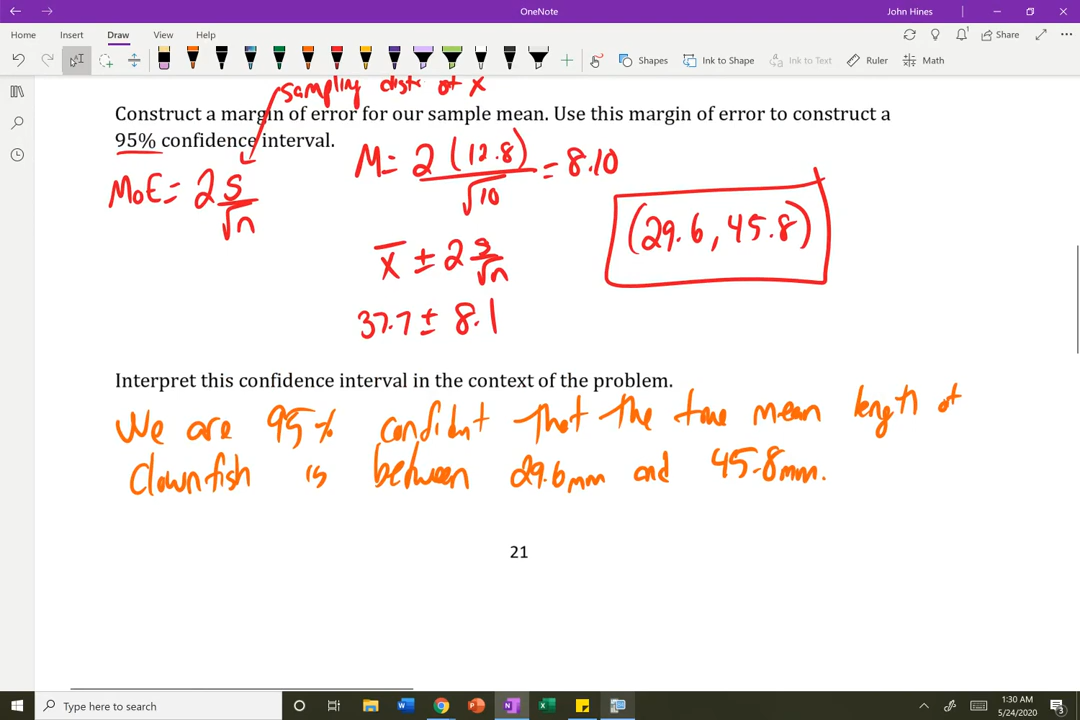 OneNote
John Hines
Home Insert Draw View Help
Share
Shapes
Ink to Shape
Ink to Text
Ruler
Math
sampling of x
Construct a margin of error for our sample mean. Use this margin of error to construct a
95% confidence interval.
MoE = 2 s/√n
M = 2 (12.8)/√10 = 8.10
(29.6, 45.8)
x̄ ± 2 s/√n
37.7 ± 8.1
Interpret this confidence interval in the context of the problem.
We are 95% confident that the true mean length of
clownfish is between 29.6mm and 45.8mm.
21
Type here to search
1:30 AM
5/24/2020
3